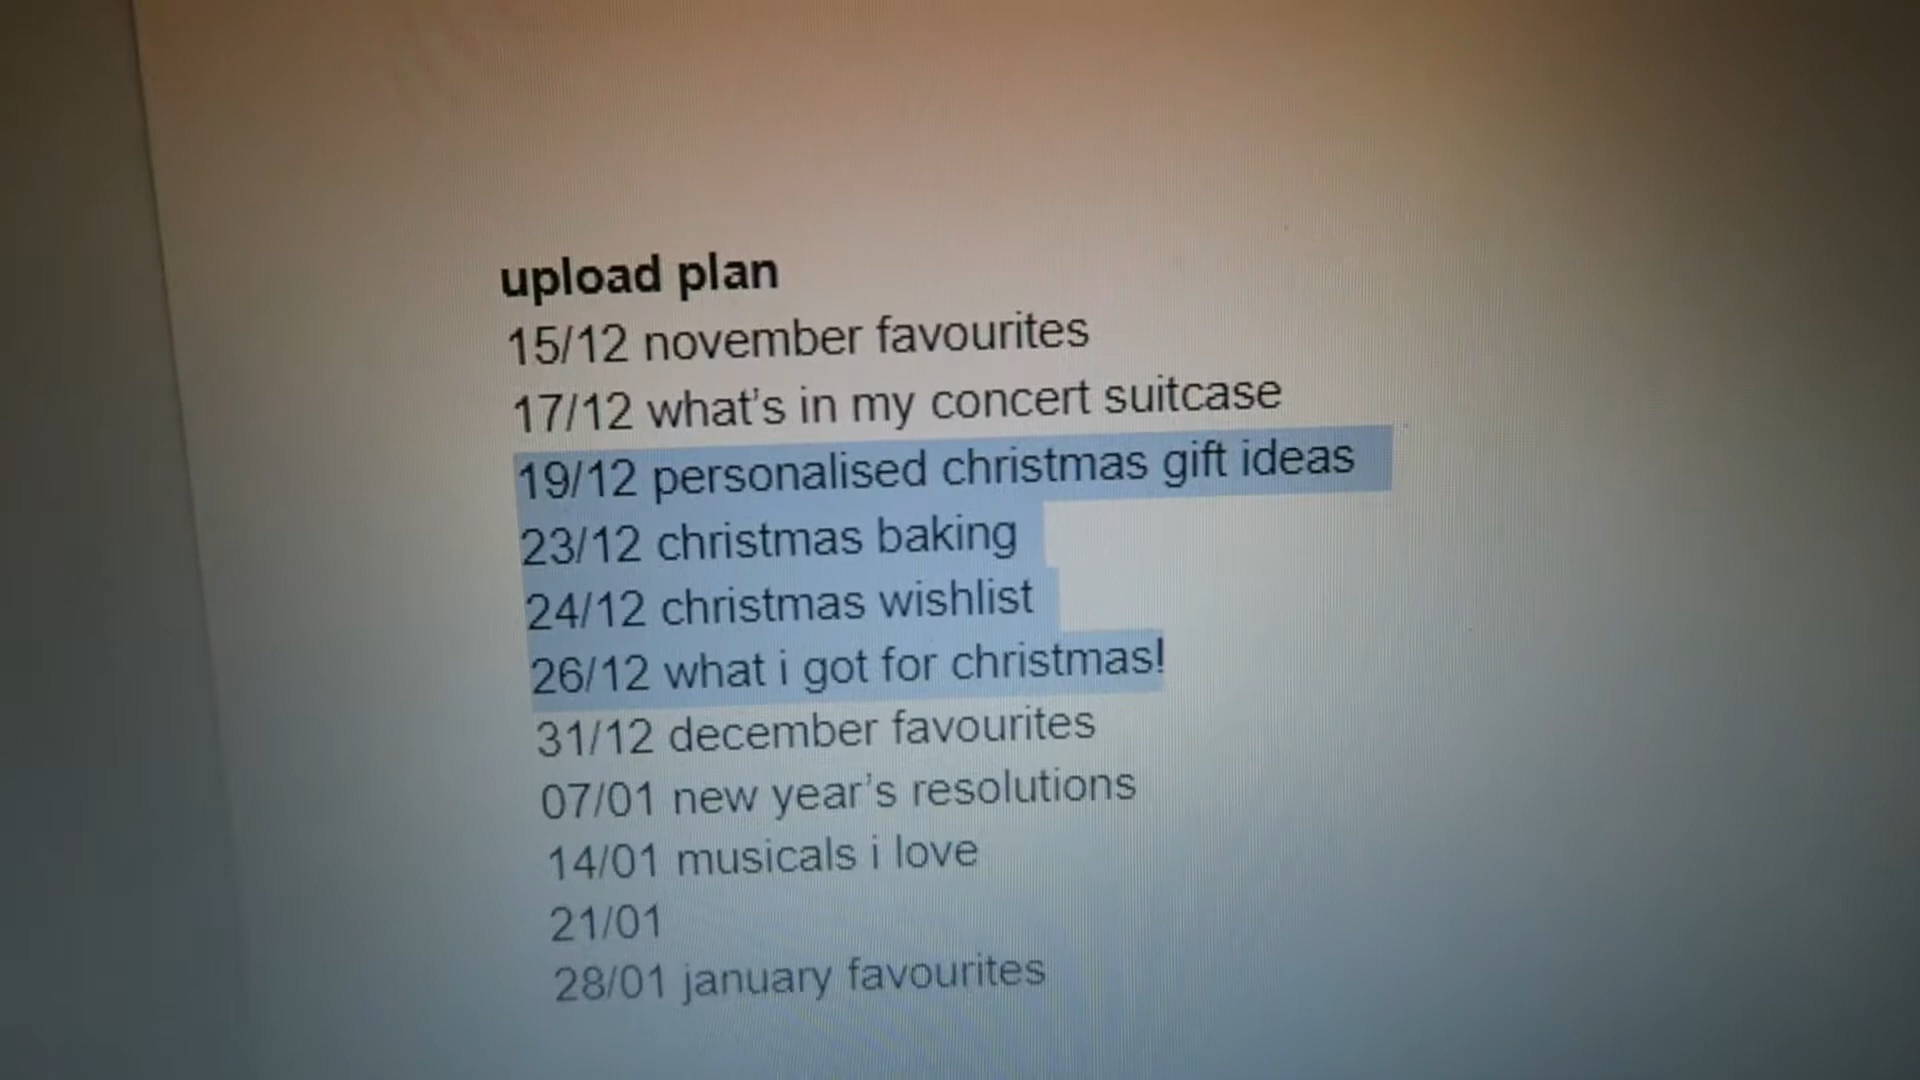 upload plan
15/12 november favourites
17/12 what's in my concert suitcase
19/12 personalised christmas gift ideas
23/12 christmas baking
24/12 christmas wishlist
26/12 what i got for christmas!
31/12 december favourites
07/01 new year's resolutions
14/01 musicals i love
21/01
28/01 january favourites